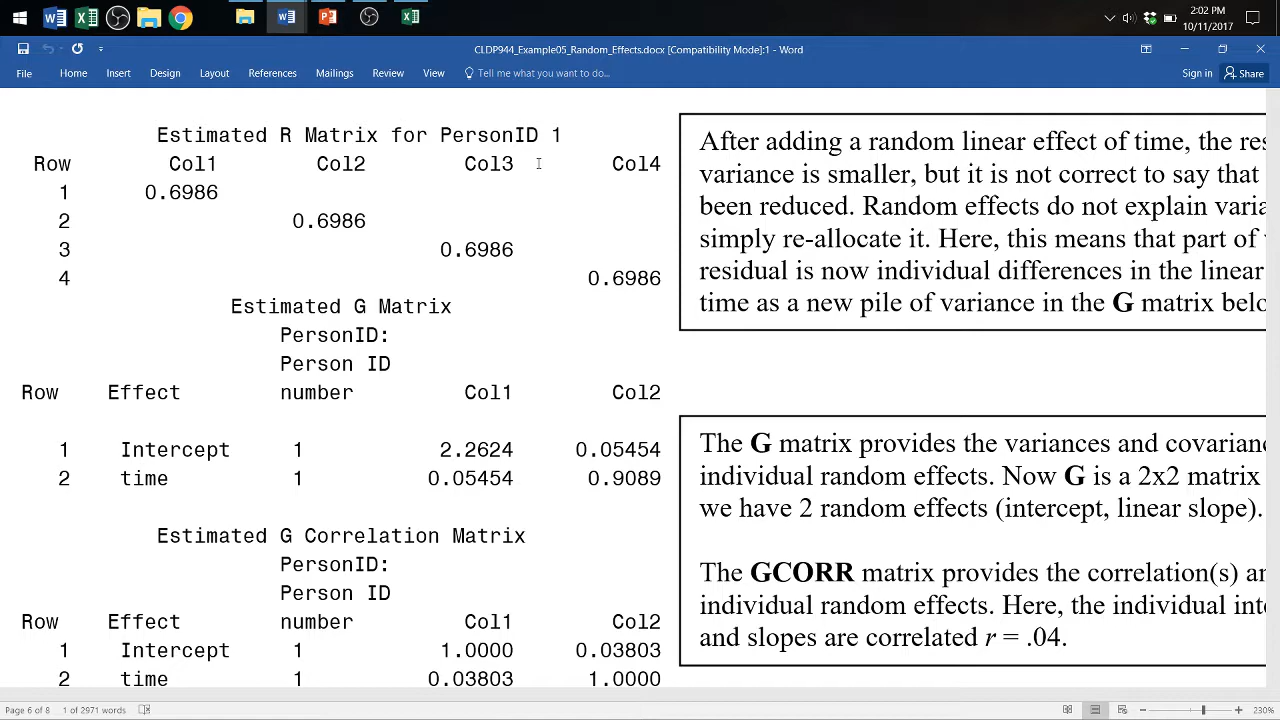 2:02 PM
10/11/2017
CLDP944_Example05_Random_Effects.docx [Compatibility Mode]:1 - Word
File Home Insert Design Layout References Mailings Review View Tell me what you want to do... Sign in Share
Estimated R Matrix for PersonID 1
Row Col1 Col2 Col3 Col4
1 0.6986
2 0.6986
3 0.6986
4 0.6986
Estimated G Matrix
PersonID:
Person ID
Row Effect number Col1 Col2
1 Intercept 1 2.2624 0.05454
2 time 1 0.05454 0.9089
Estimated G Correlation Matrix
PersonID:
Person ID
Row Effect number Col1 Col2
1 Intercept 1 1.0000 0.03803
2 time 1 0.03803 1.0000
After adding a random linear effect of time, the res
variance is smaller, but it is not correct to say that
been reduced. Random effects do not explain varia
simply re-allocate it. Here, this means that part of
residual is now individual differences in the linear
time as a new pile of variance in the G matrix belo
The G matrix provides the variances and covarianc
individual random effects. Now G is a 2x2 matrix
we have 2 random effects (intercept, linear slope).
The GCORR matrix provides the correlation(s) a
individual random effects. Here, the individual int
and slopes are correlated r = .04.
Page 6 of 8 1 of 2971 words 230%